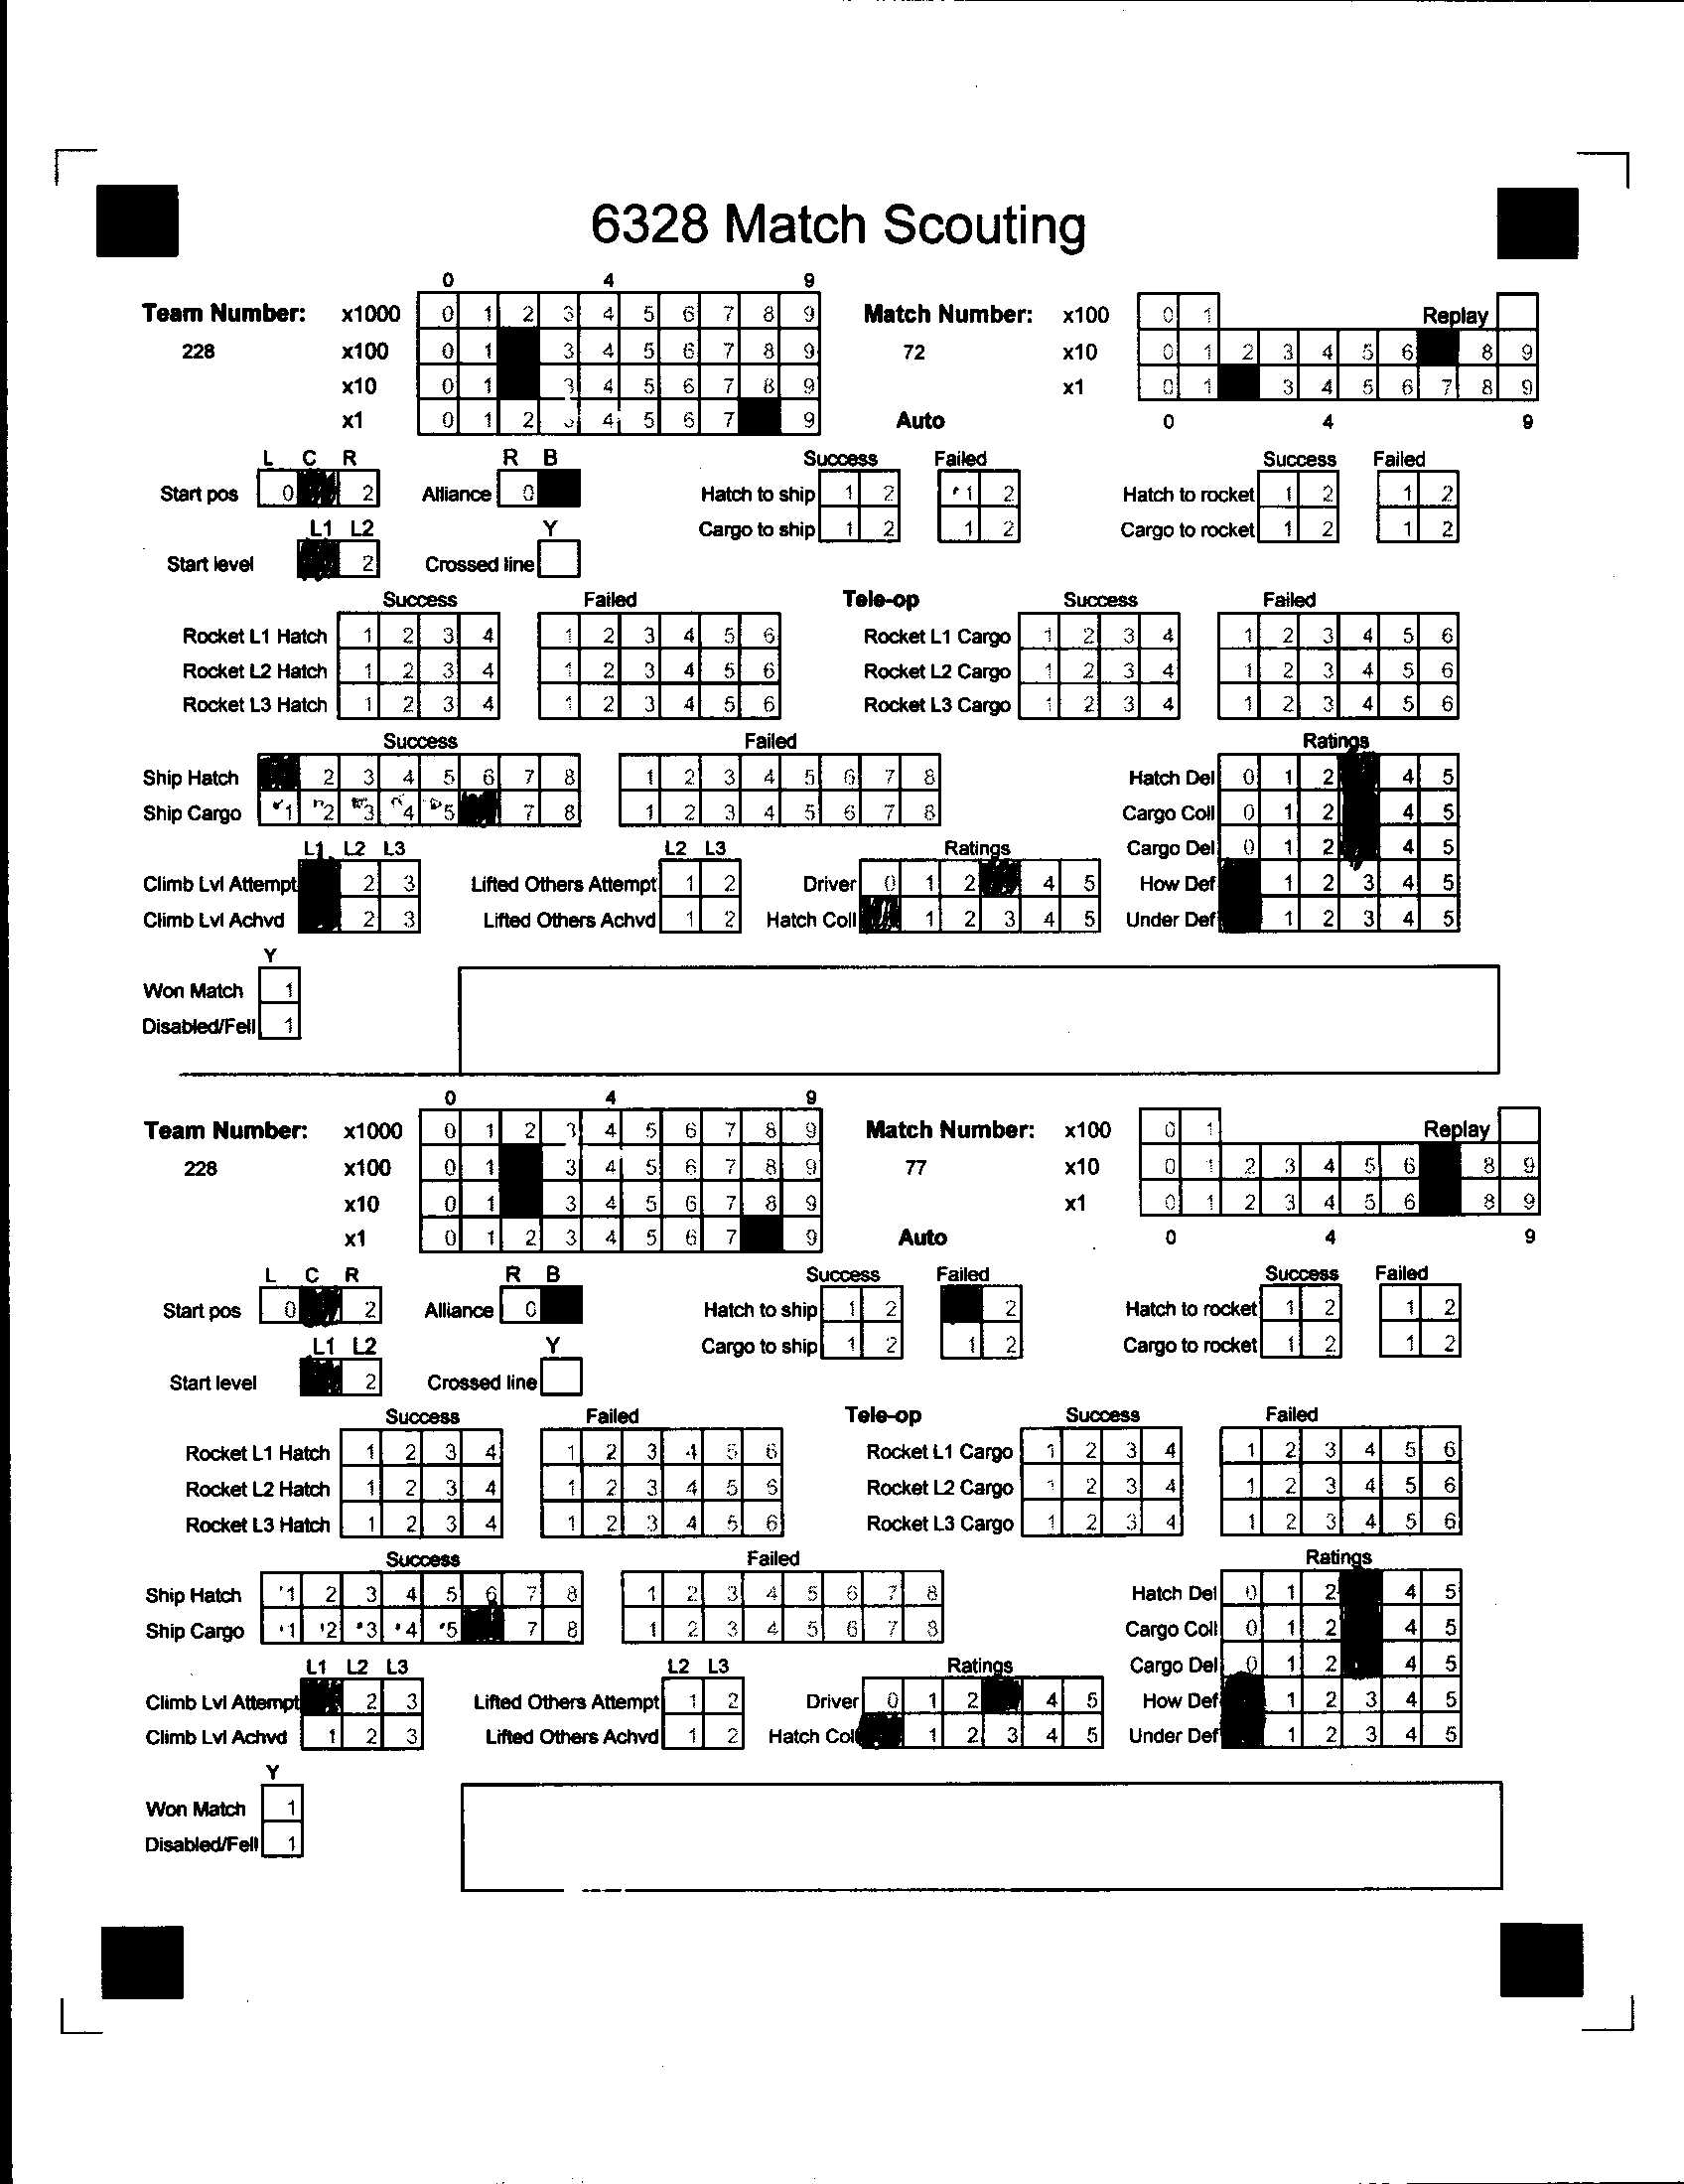 6328 Match Scouting
0 4 9
Team Number: x1000 0 1 2 3 4 5 6 7 8 9 Match Number: x100 0 1 Replay
228 x100 0 1 3 4 5 6 7 8 9 72 x10 0 1 2 3 4 5 6 8 9
x10 0 1 3 4 5 6 7 8 9 x1 0 1 3 4 5 6 7 8 9
x1 0 1 2 3 4 5 6 7 9 Auto 0 4 9
L C R R B Success Failed Success Failed
Start pos 0 2 Alliance 0 Hatch to ship 1 2 1 2 Hatch to rocket 1 2 1 2
L1 L2 Y Cargo to ship 1 2 1 2 Cargo to rocket 1 2 1 2
Start level 2 Crossed line
Success Failed Tele-op Success Failed
Rocket L1 Hatch 1 2 3 4 1 2 3 4 5 6 Rocket L1 Cargo 1 2 3 4 1 2 3 4 5 6
Rocket L2 Hatch 1 2 3 4 1 2 3 4 5 6 Rocket L2 Cargo 1 2 3 4 1 2 3 4 5 6
Rocket L3 Hatch 1 2 3 4 1 2 3 4 5 6 Rocket L3 Cargo 1 2 3 4 1 2 3 4 5 6
Success Failed Ratings
Ship Hatch 2 3 4 5 6 7 8 1 2 3 4 5 6 7 8 Hatch Del 0 1 2 4 5
Ship Cargo 1 2 3 4 5 7 8 1 2 3 4 5 6 7 8 Cargo Coll 0 1 2 4 5
L1 L2 L3 L2 L3 Ratings Cargo Del 0 1 2 4 5
Climb Lvl Attempt 2 3 Lifted Others Attempt 1 2 Driver 0 1 2 4 5 How Def 1 2 3 4 5
Climb Lvl Achvd 2 3 Lifted Others Achvd 1 2 Hatch Coll 1 2 3 4 5 Under Def 1 2 3 4 5
Y
Won Match 1
Disabled/Fell 1
0 4 9
Team Number: x1000 0 1 2 3 4 5 6 7 8 9 Match Number: x100 0 1 Replay
228 x100 0 1 3 4 5 6 7 8 9 77 x10 0 1 2 3 4 5 6 8 9
x10 0 1 3 4 5 6 7 8 9 x1 0 1 2 3 4 5 6 8 9
x1 0 1 2 3 4 5 6 7 9 Auto 0 4 9
L C R R B Success Failed Success Failed
Start pos 0 2 Alliance 0 Hatch to ship 1 2 2 Hatch to rocket 1 2 1 2
L1 L2 Y Cargo to ship 1 2 1 2 Cargo to rocket 1 2 1 2
Start level 2 Crossed line
Success Failed Tele-op Success Failed
Rocket L1 Hatch 1 2 3 4 1 2 3 4 5 6 Rocket L1 Cargo 1 2 3 4 1 2 3 4 5 6
Rocket L2 Hatch 1 2 3 4 1 2 3 4 5 6 Rocket L2 Cargo 1 2 3 4 1 2 3 4 5 6
Rocket L3 Hatch 1 2 3 4 1 2 3 4 5 6 Rocket L3 Cargo 1 2 3 4 1 2 3 4 5 6
Success Failed Ratings
Ship Hatch 1 2 3 4 5 6 7 8 1 2 3 4 5 6 7 8 Hatch Del 0 1 2 4 5
Ship Cargo 1 2 3 4 5 7 8 1 2 3 4 5 6 7 8 Cargo Coll 0 1 2 4 5
L1 L2 L3 L2 L3 Ratings Cargo Del 0 1 2 4 5
Climb Lvl Attempt 2 3 Lifted Others Attempt 1 2 Driver 0 1 2 4 5 How Def 1 2 3 4 5
Climb Lvl Achvd 1 2 3 Lifted Others Achvd 1 2 Hatch Coll 1 2 3 4 5 Under Def 1 2 3 4 5
Y
Won Match 1
Disabled/Fell 1